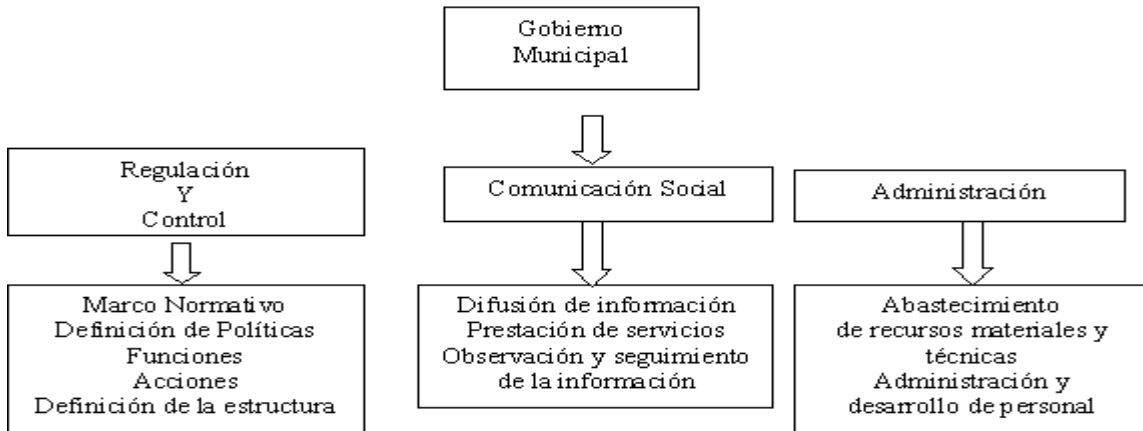 Gobierno
Municipal
Regulación
Y
Control
Comunicación Social
Administración
Marco Normativo
Definición de Políticas
Funciones
Acciones
Definición de la estructura
Difusión de información
Prestación de servicios
Observación y seguimiento
de la información
Abastecimiento
de recursos materiales y
técnicas
Administración y
desarrollo de personal